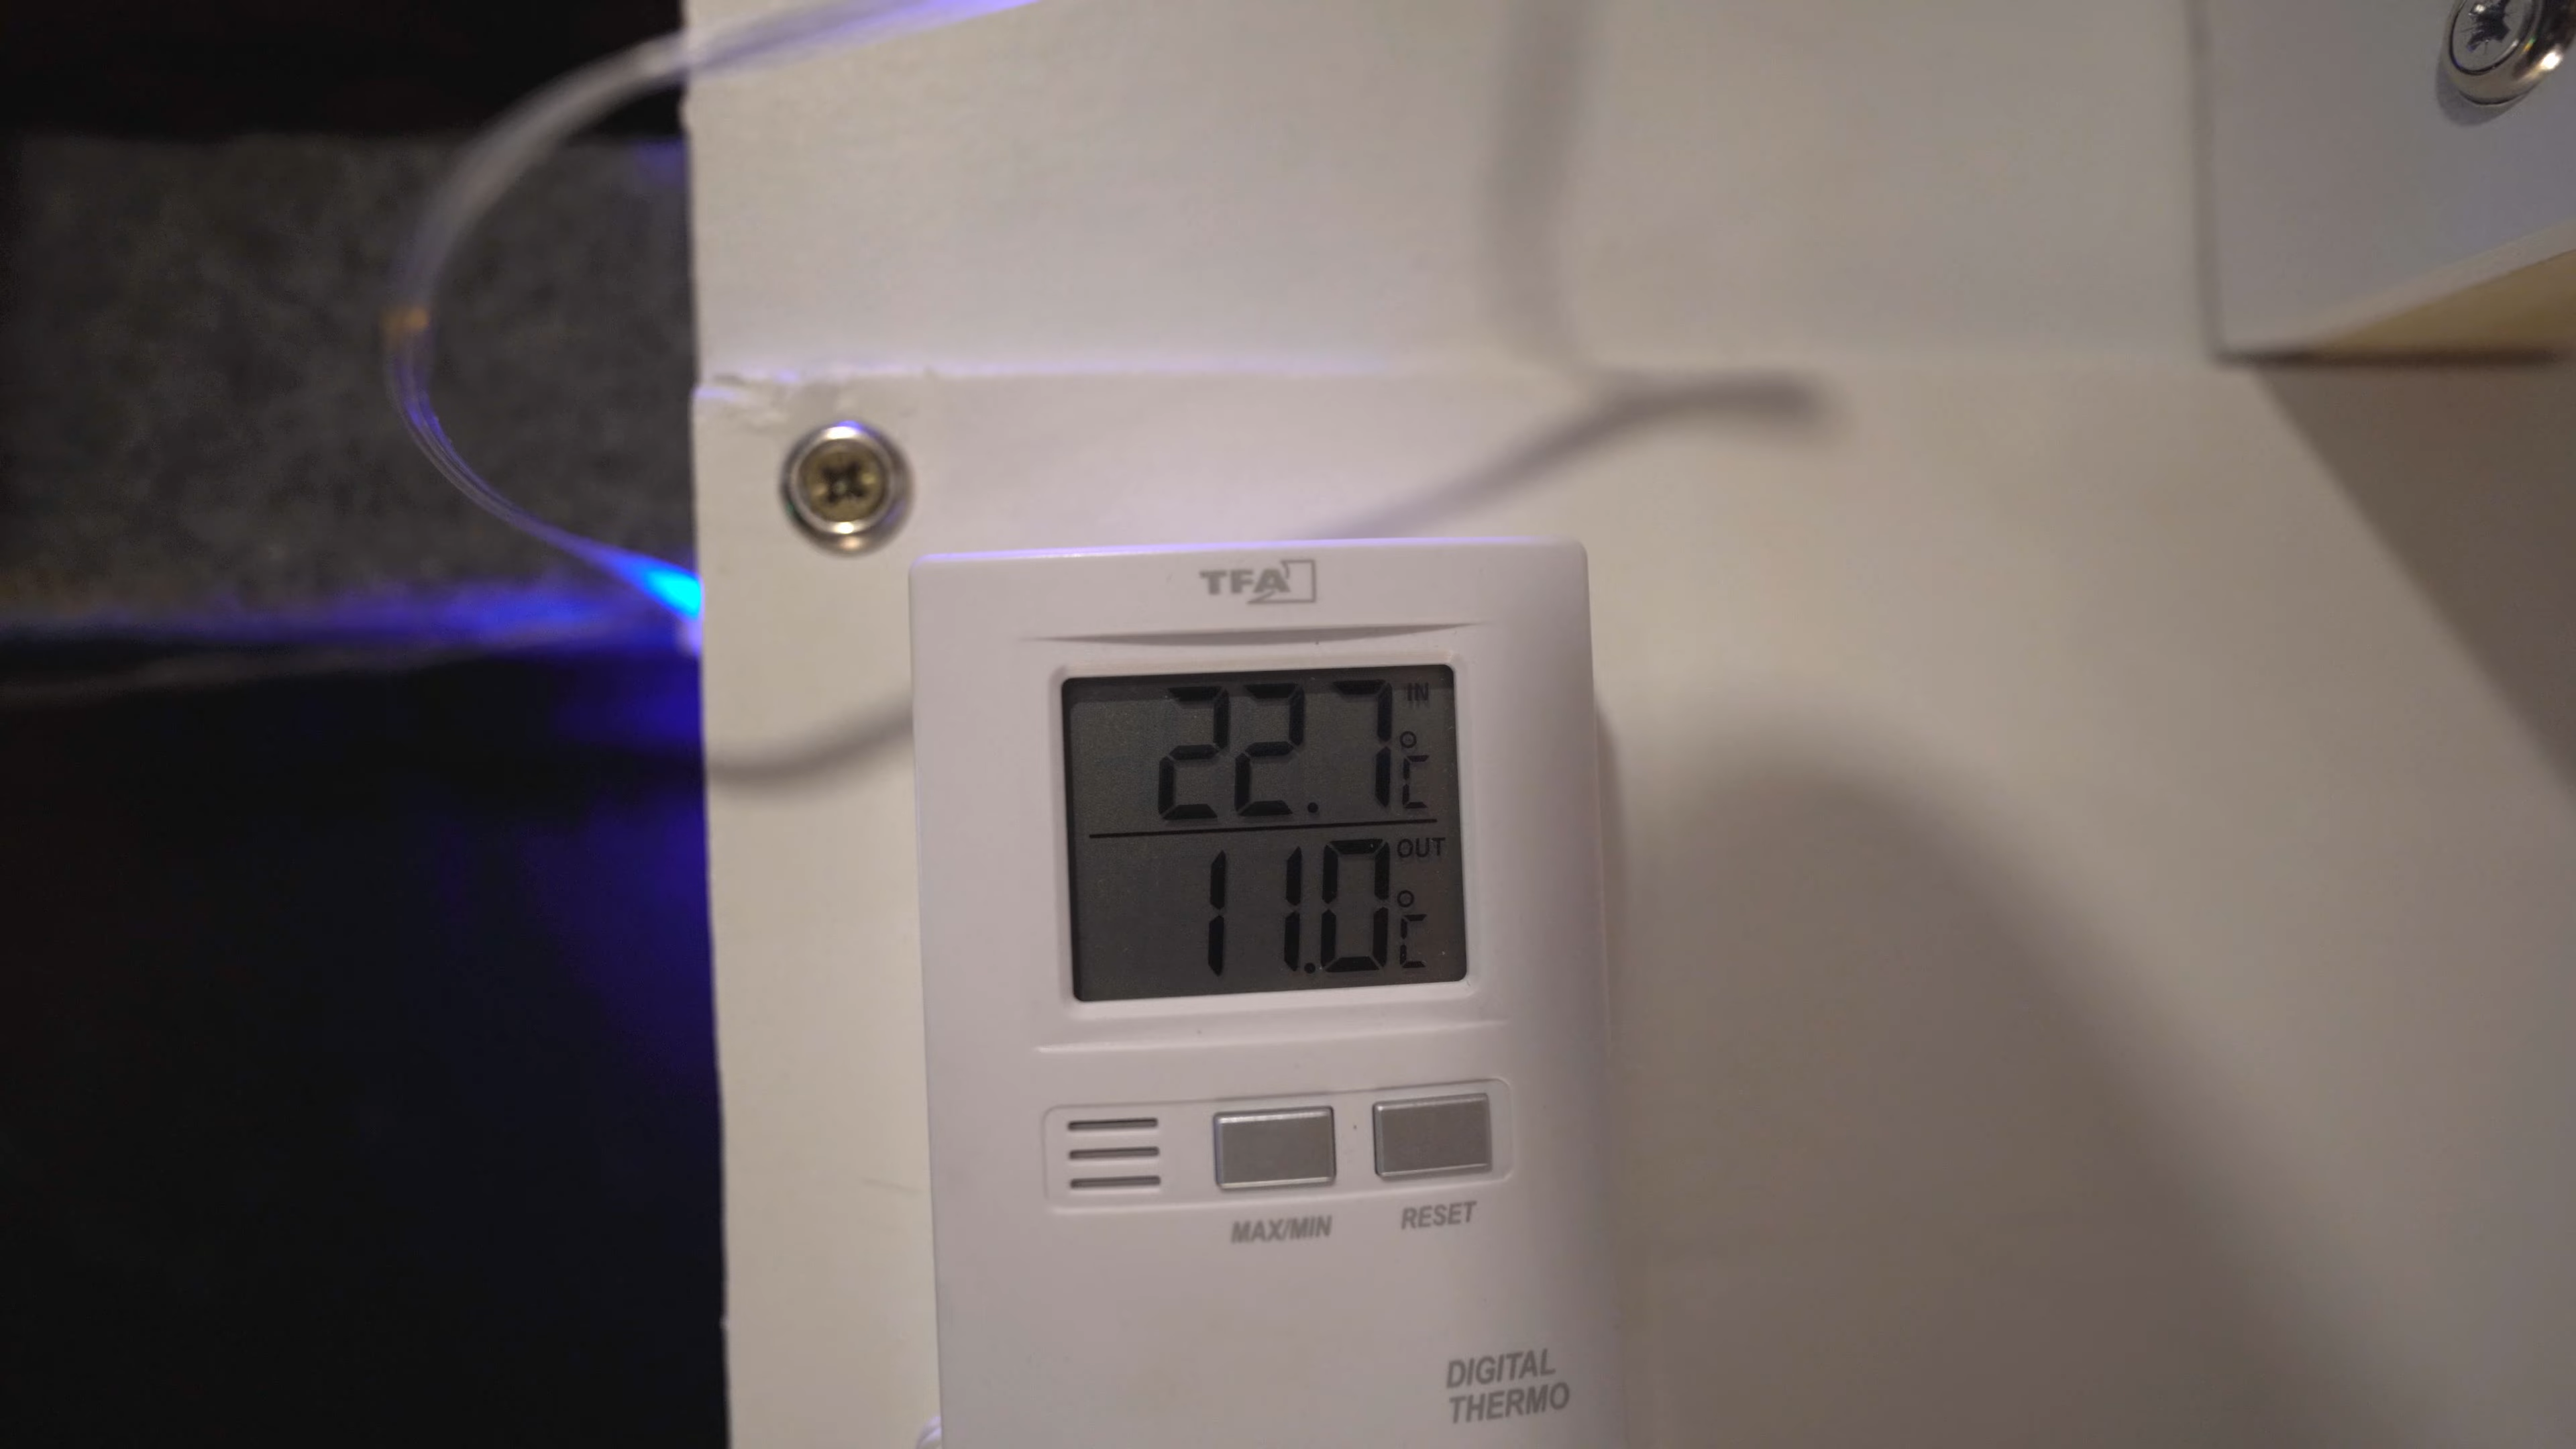 TFA
22.7 °C IN
11.0 °C OUT
MAX/MIN
RESET
DIGITAL
THERMO